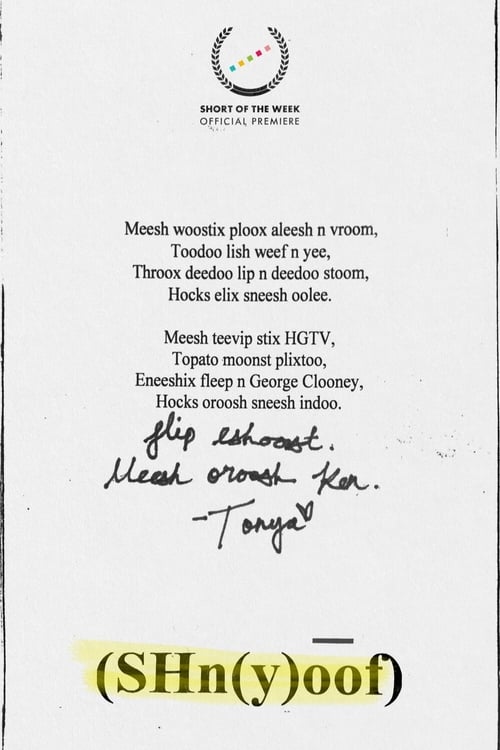 SHORT OF THE WEEK
OFFICIAL PREMIERE
Meesh woostix ploox aleesh n vroom,
Toodoo lish weef n yee,
Throox deedoo lip n deedoo stoom,
Hocks elix sneesh oolee.
Meesh teevip stix HGTV,
Topato moonst plixtoo,
Eneeshix fleep n George Clooney,
Hocks oroosh sneesh indoo.
flip eshoost.
Meesh oroosh Ken.
-Tonya
(SHn(y)o͞of)